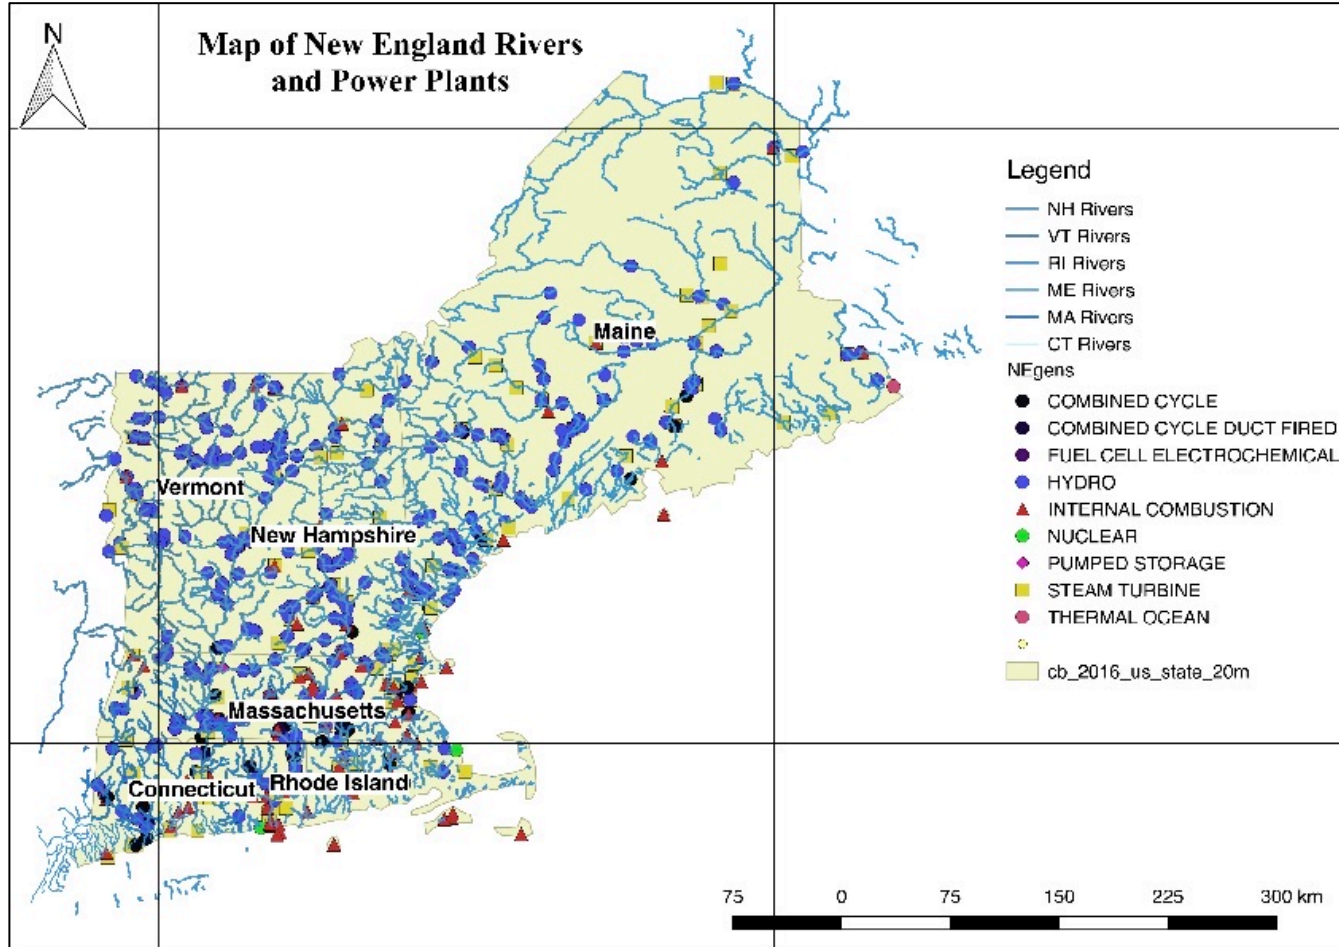 N
Map of New England Rivers
and Power Plants
Legend
NH Rivers
VT Rivers
RI Rivers
ME Rivers
MA Rivers
CT Rivers
NEgens
COMBINED CYCLE
COMBINED CYCLE DUCT FIRED
FUEL CELL ELECTROCHEMICAL
HYDRO
INTERNAL COMBUSTION
NUCLEAR
PUMPED STORAGE
STEAM TURBINE
THERMAL OCEAN
cb_2016_us_state_20m
Maine
Vermont
New Hampshire
Massachusetts
Connecticut
Rhode Island
75 0 75 150 225 300 km